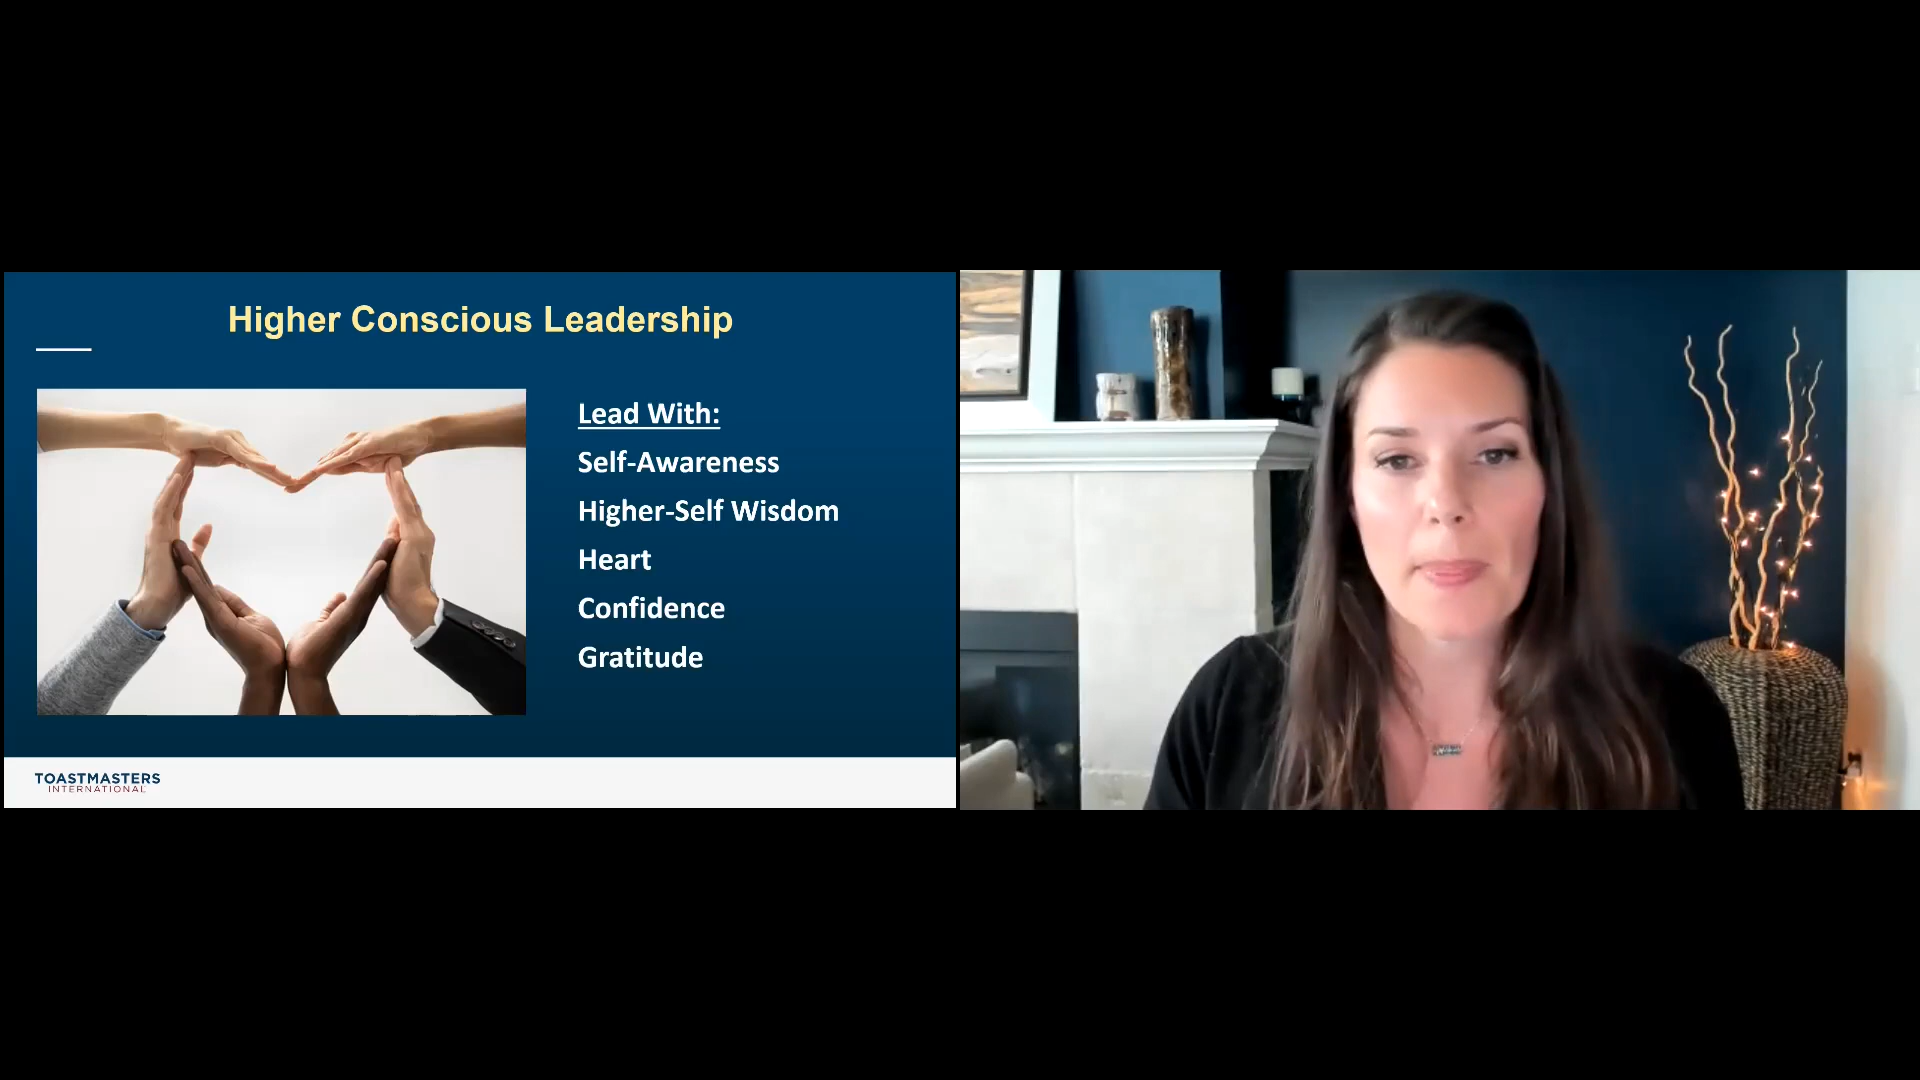 Higher Conscious Leadership
Lead With:
Self-Awareness
Higher-Self Wisdom
Heart
Confidence
Gratitude
TOASTMASTERS
INTERNATIONAL